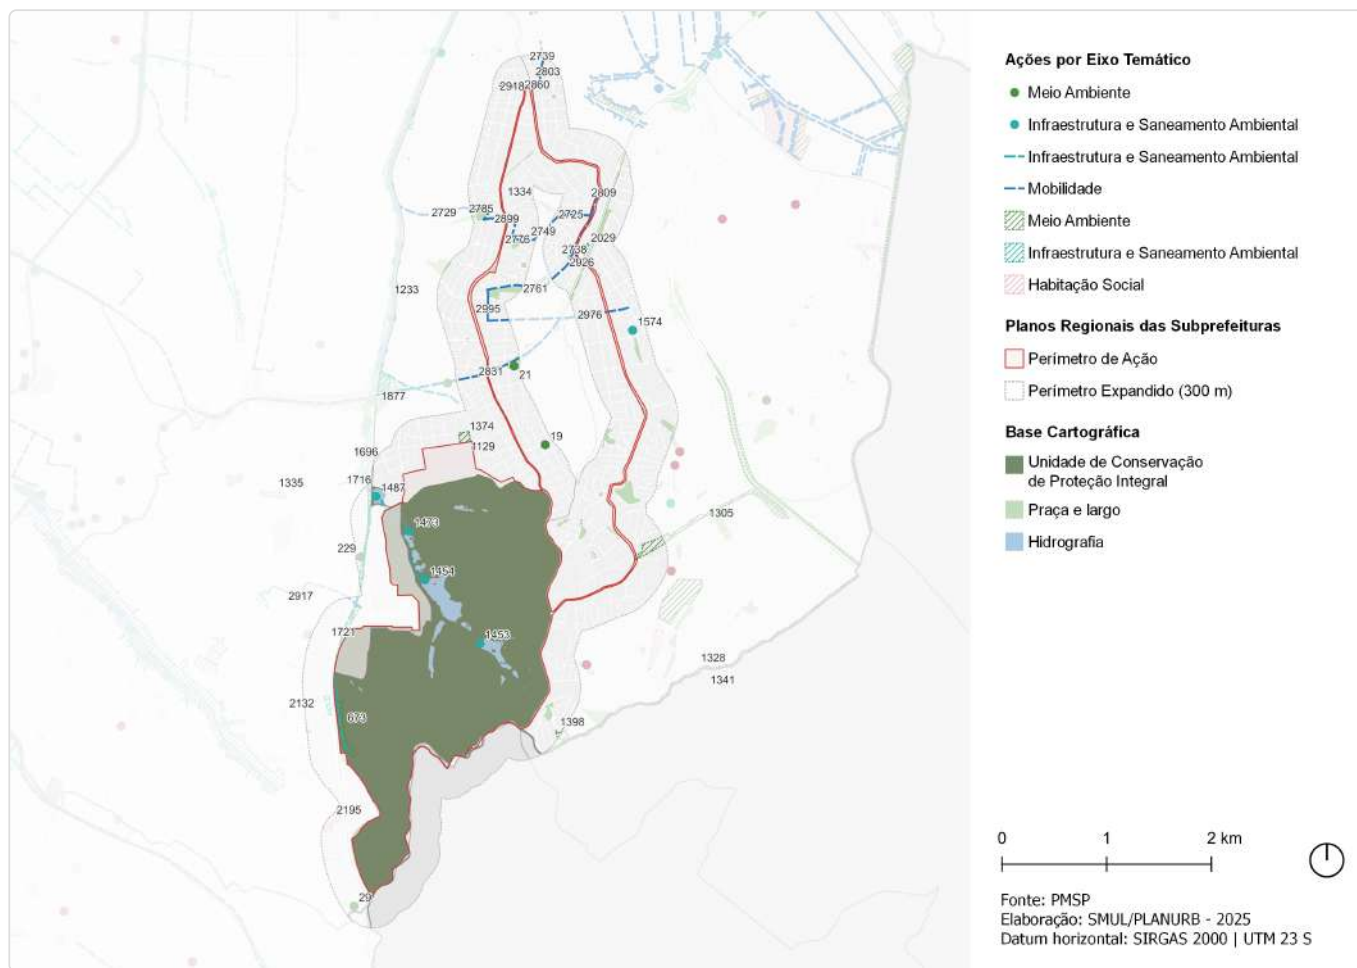 2739
2803
2918
2860
1334
2809
2729
2785
2899
2725
2749
2776
2029
2738
2926
1233
2761
2995
2976
1574
2831
21
1877
1374
19
1129
1696
1335
1716
1487
1305
1473
229
1454
2917
1721
1453
1328
1341
2132
673
1398
2195
29
Ações por Eixo Temático
Meio Ambiente
Infraestrutura e Saneamento Ambiental
Infraestrutura e Saneamento Ambiental
Mobilidade
Meio Ambiente
Infraestrutura e Saneamento Ambiental
Habitação Social
Planos Regionais das Subprefeituras
Perímetro de Ação
Perímetro Expandido (300 m)
Base Cartográfica
Unidade de Conservação
de Proteção Integral
Praça e largo
Hidrografia
0 1 2 km
Fonte: PMSP
Elaboração: SMUL/PLANURB - 2025
Datum horizontal: SIRGAS 2000 | UTM 23 S